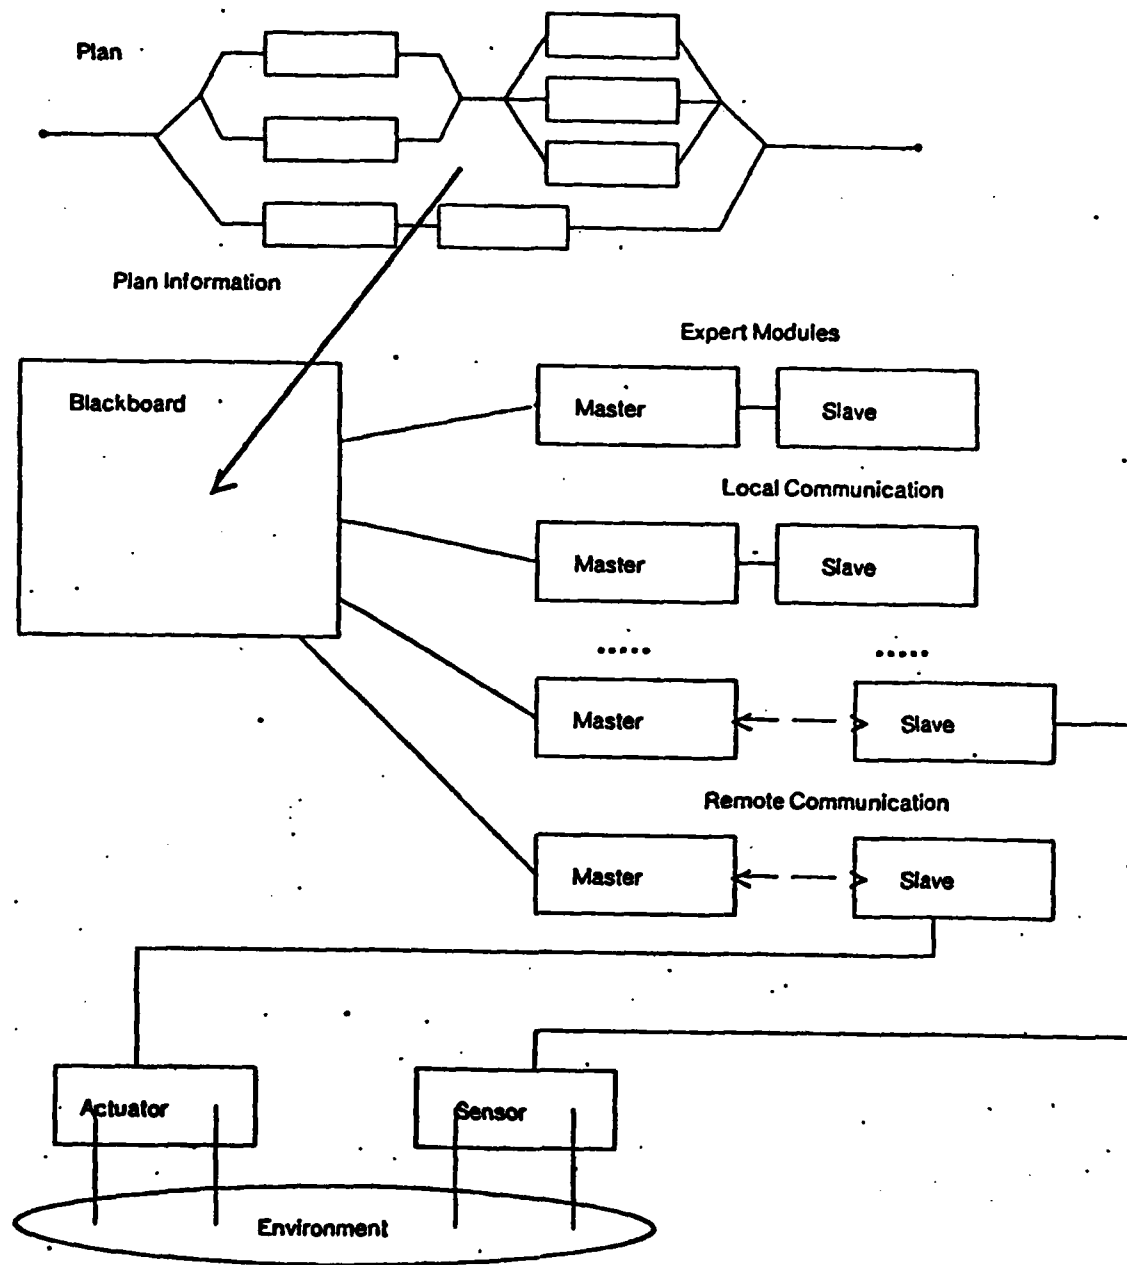 Plan
Plan Information
Expert Modules
Blackboard
Master
Slave
Local Communication
Master
Slave
.....
.....
Master
Slave
Remote Communication
Master
Slave
Actuator
Sensor
Environment